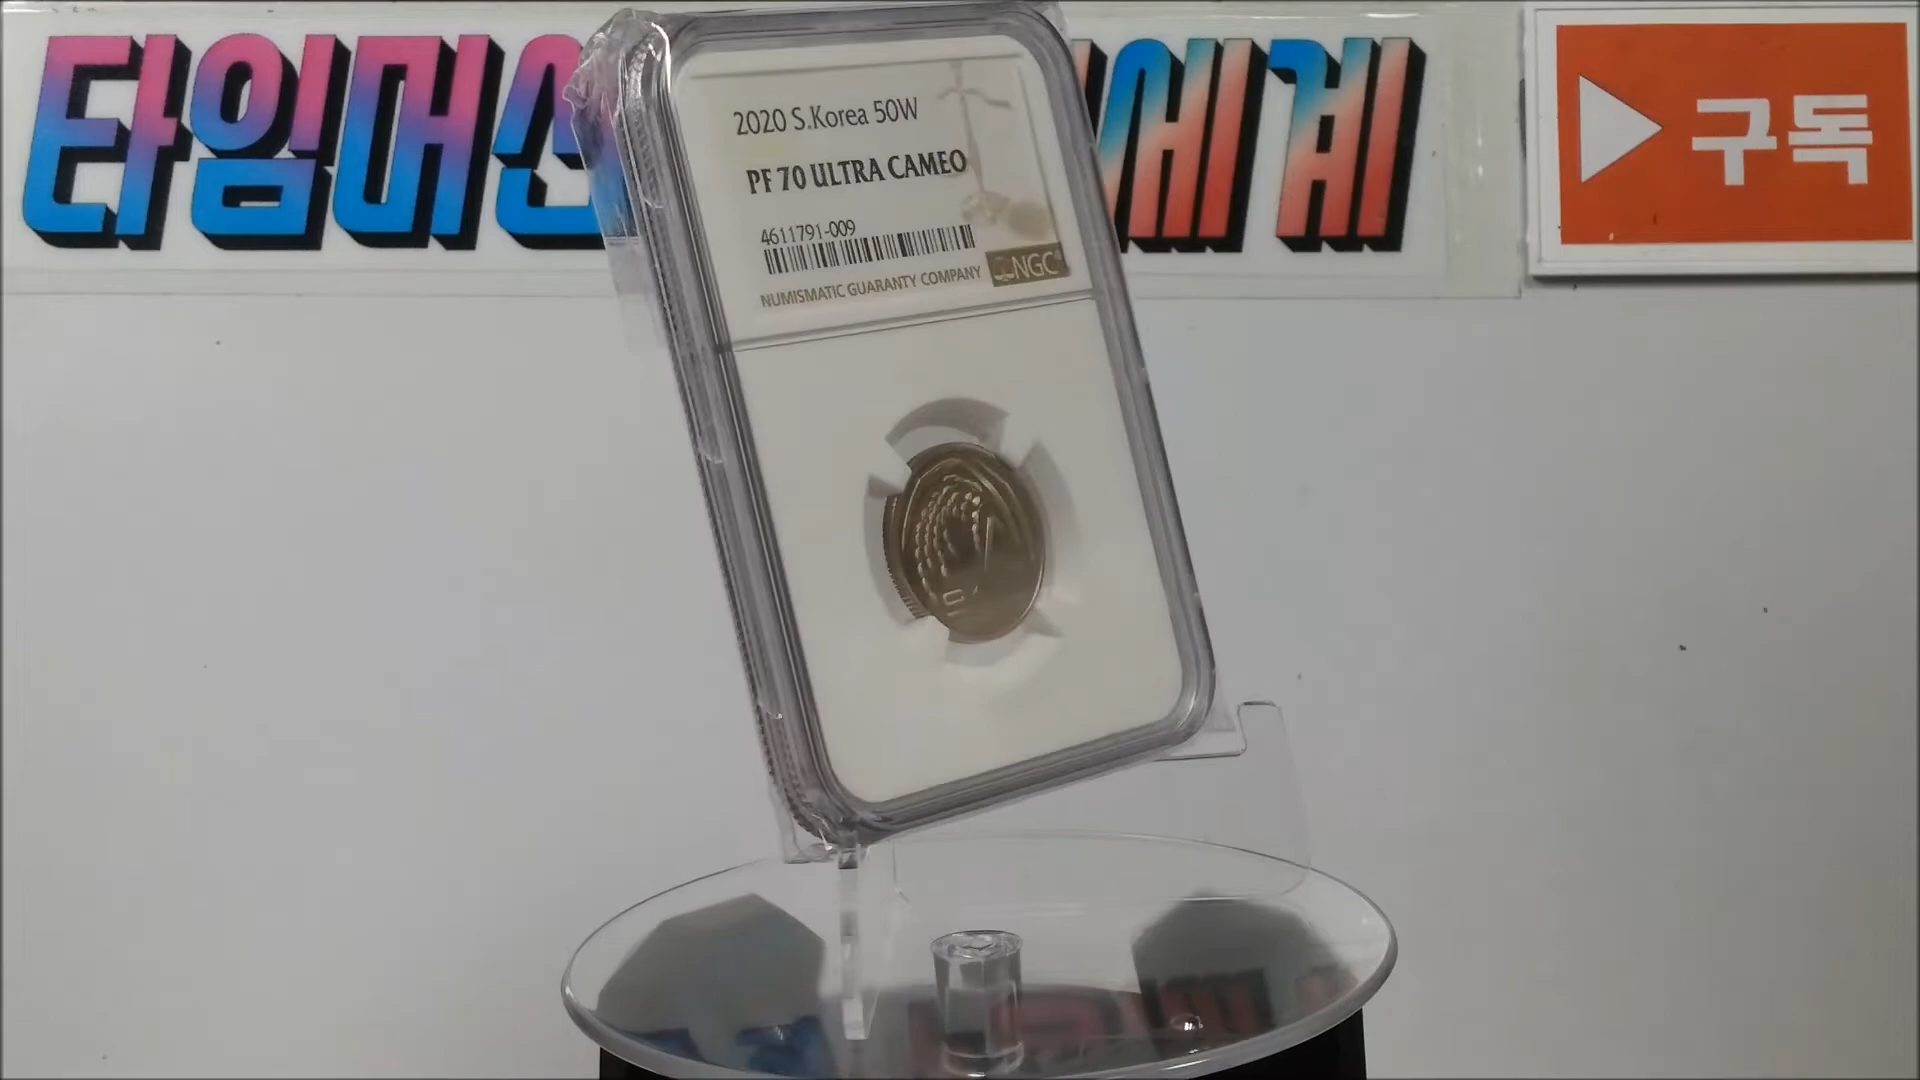 타임머신
세계
구독
2020 S.Korea 50W
PF 70 ULTRA CAMEO
4611791-009
NUMISMATIC GUARANTY COMPANY
NGC